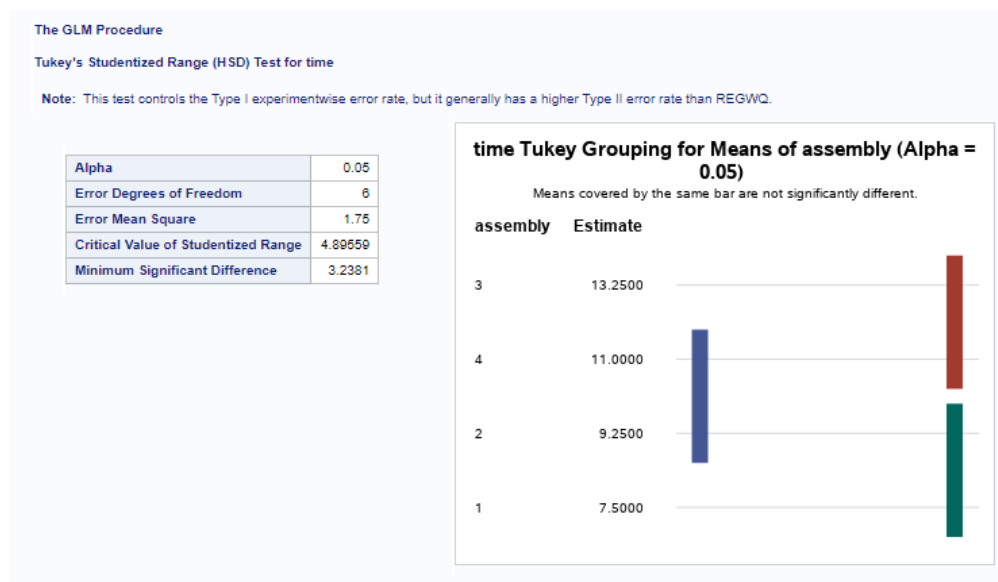 The GLM Procedure
Tukey's Studentized Range (HSD) Test for time
Note: This test controls the Type I experimentwise error rate, but it generally has a higher Type II error rate than REGWQ.
Alpha 0.05
Error Degrees of Freedom 6
Error Mean Square 1.75
Critical Value of Studentized Range 4.89559
Minimum Significant Difference 3.2381
time Tukey Grouping for Means of assembly (Alpha =
0.05)
Means covered by the same bar are not significantly different.
assembly Estimate
3 13.2500
4 11.0000
2 9.2500
1 7.5000